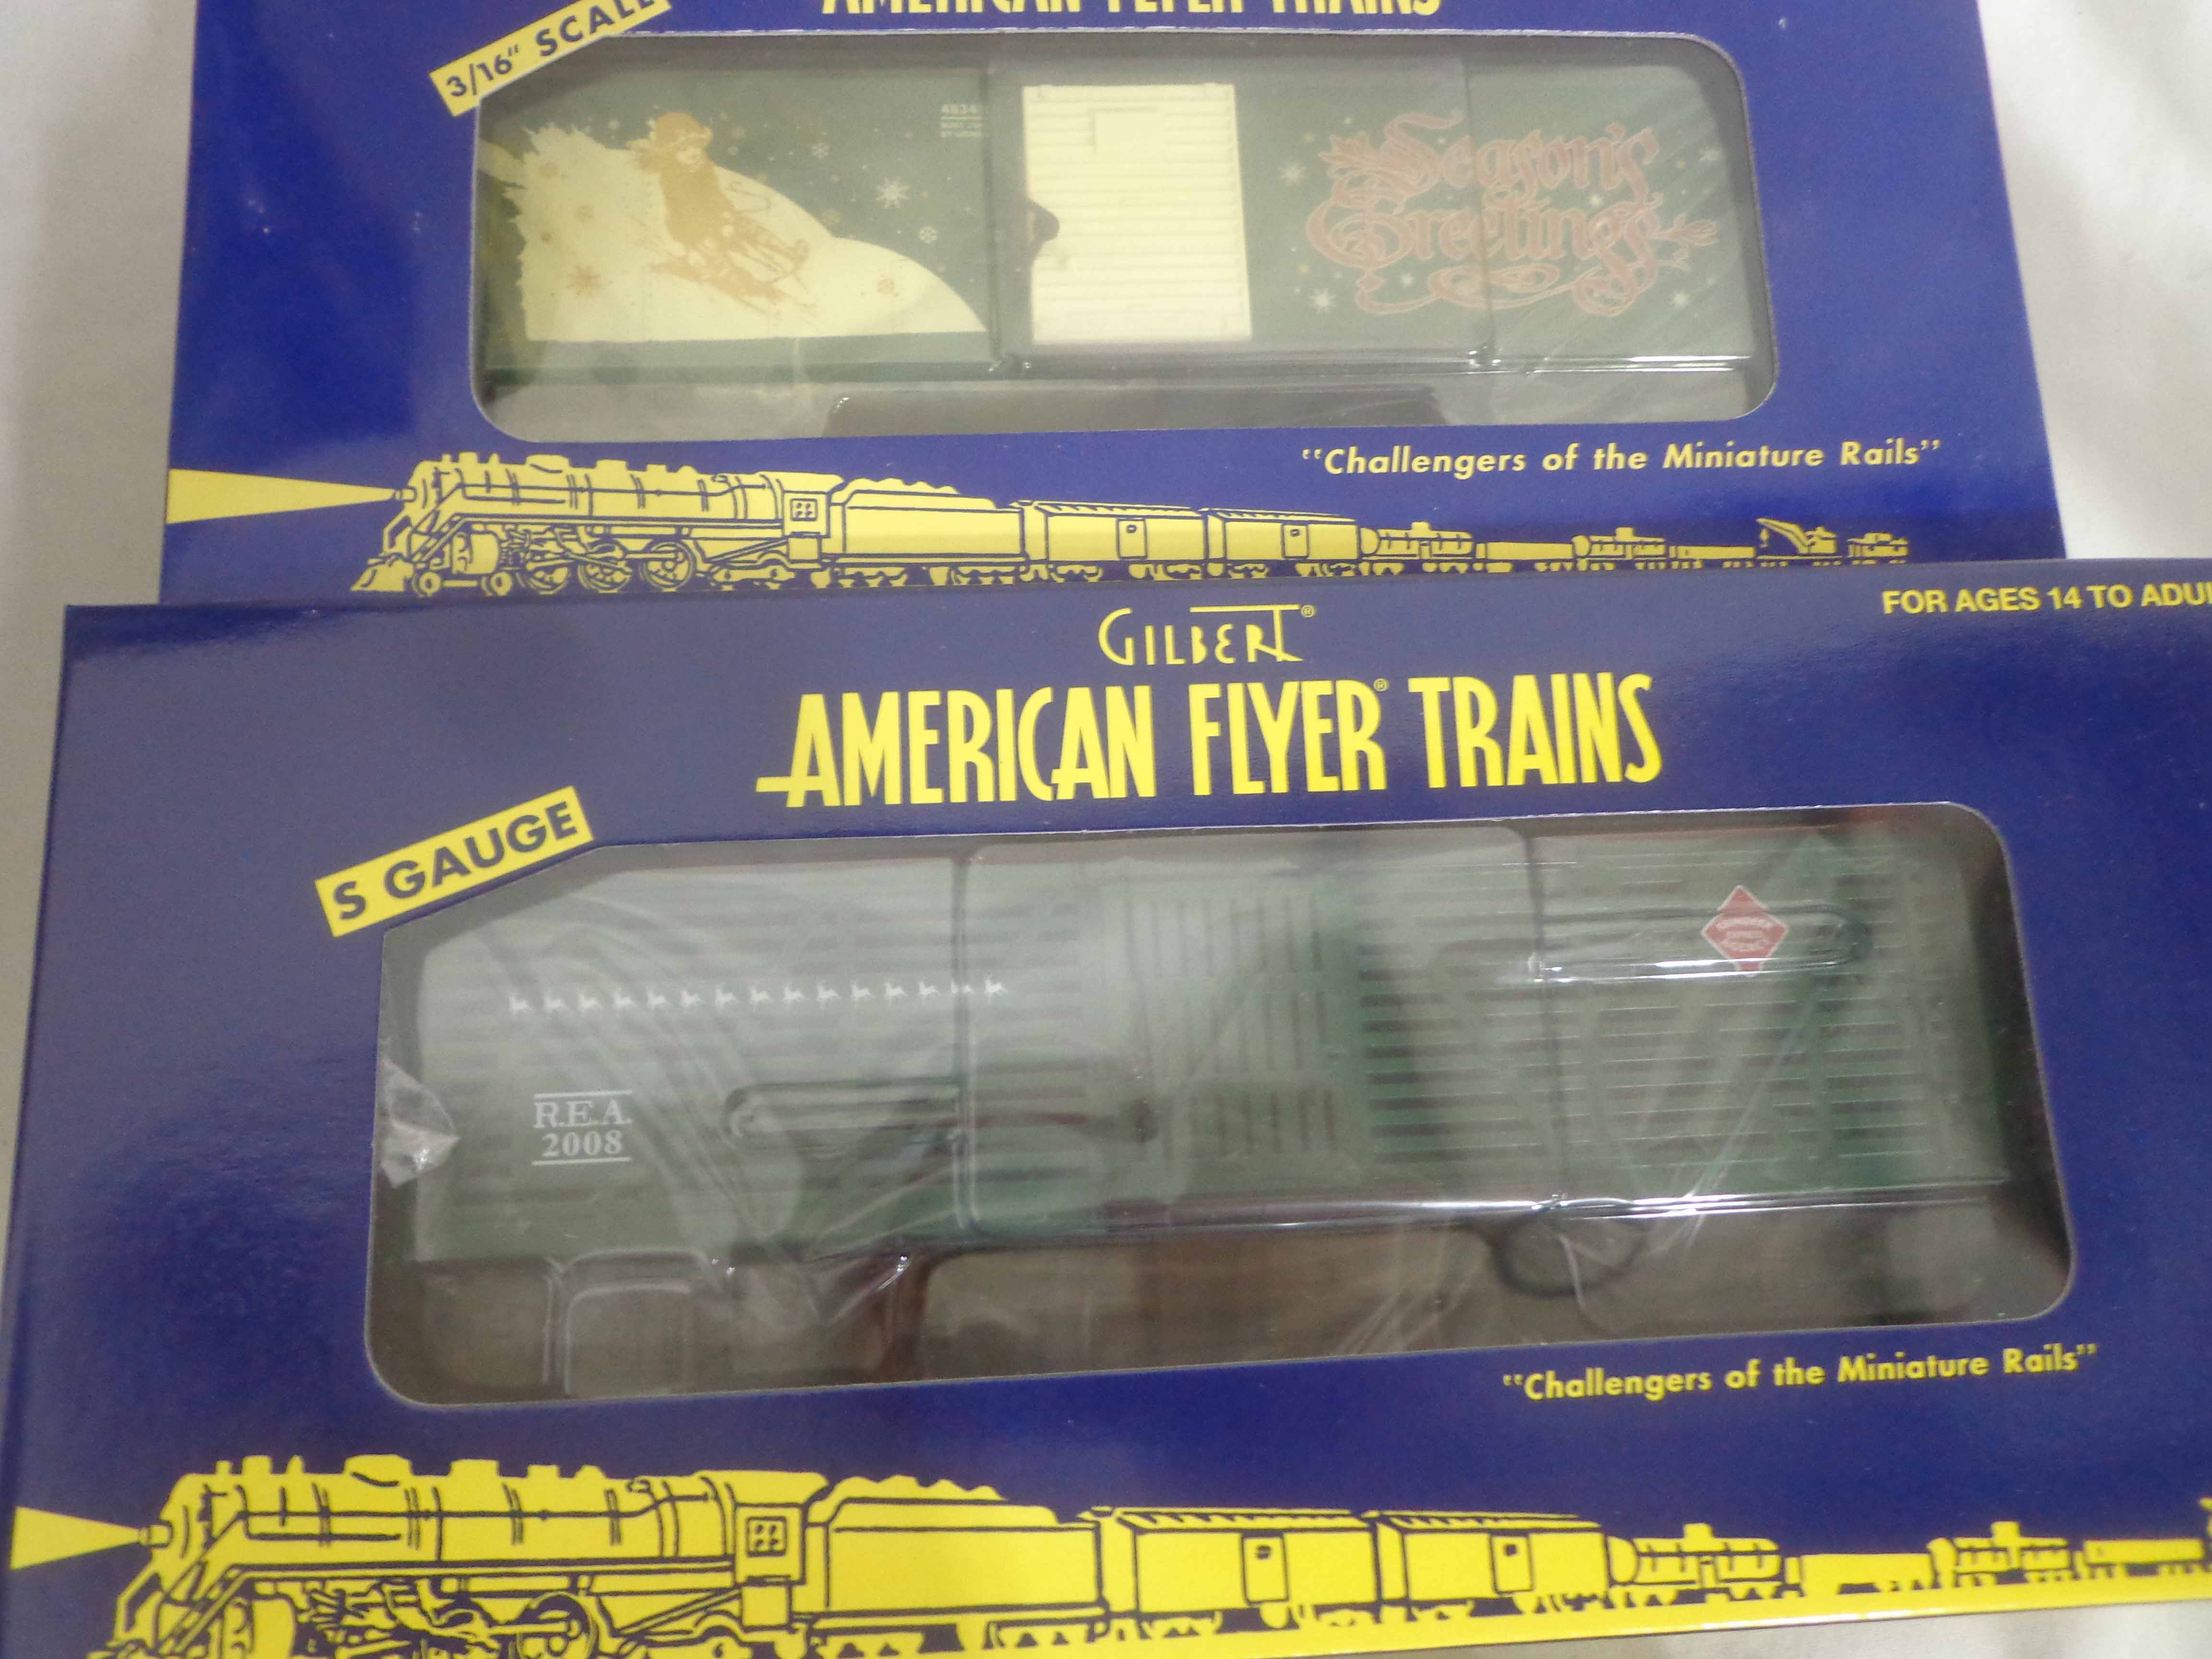 AMERICAN FLYER TRAINS
3/16" SCALE
Season's
Greetings
"Challengers of the Miniature Rails"
FOR AGES 14 TO
GILBERT®
AMERICAN FLYER® TRAINS
S GAUGE
R.E.A.
2008
"Challengers of the Miniature Rails"